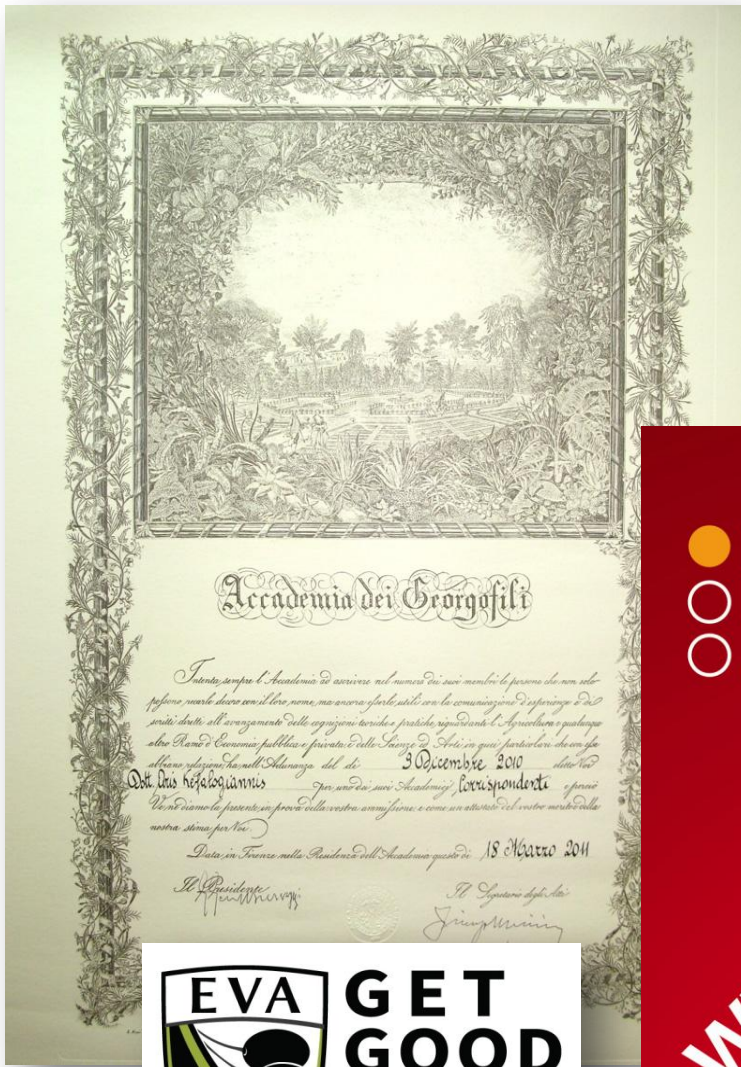 Accademia dei Georgofili
Intenta sempre l'Accademia ad ascrivere nel numero dei suoi membri le persone che non solo
possono recarle decoro con il loro nome, ma ancora esserle utili con la comunicazione d'esperienze o di
scritti diretti all'avanzamento delle cognizioni teoriche e pratiche, riguardanti l'Agricoltura e qualunque
altro Ramo d'Economia pubblica e privata, e delle Scienze ed Arti, in quei particolari che con essa
abbiano relazione, ha nell'Adunanza del dì 3 Dicembre 2010 eletto Voi
Dott. Aris Kefalogiannis per uno dei suoi Accademici Corrispondenti e perciò
Ve ne diamo la presente in prova della vostra ammissione, e come un attestato del vostro merito e della
nostra stima per Voi.
Data in Firenze nella Residenza dell'Accademia questo dì 18 Marzo 2011
Il Presidente Il Segretario degli Atti
EVA GET
GOOD
W